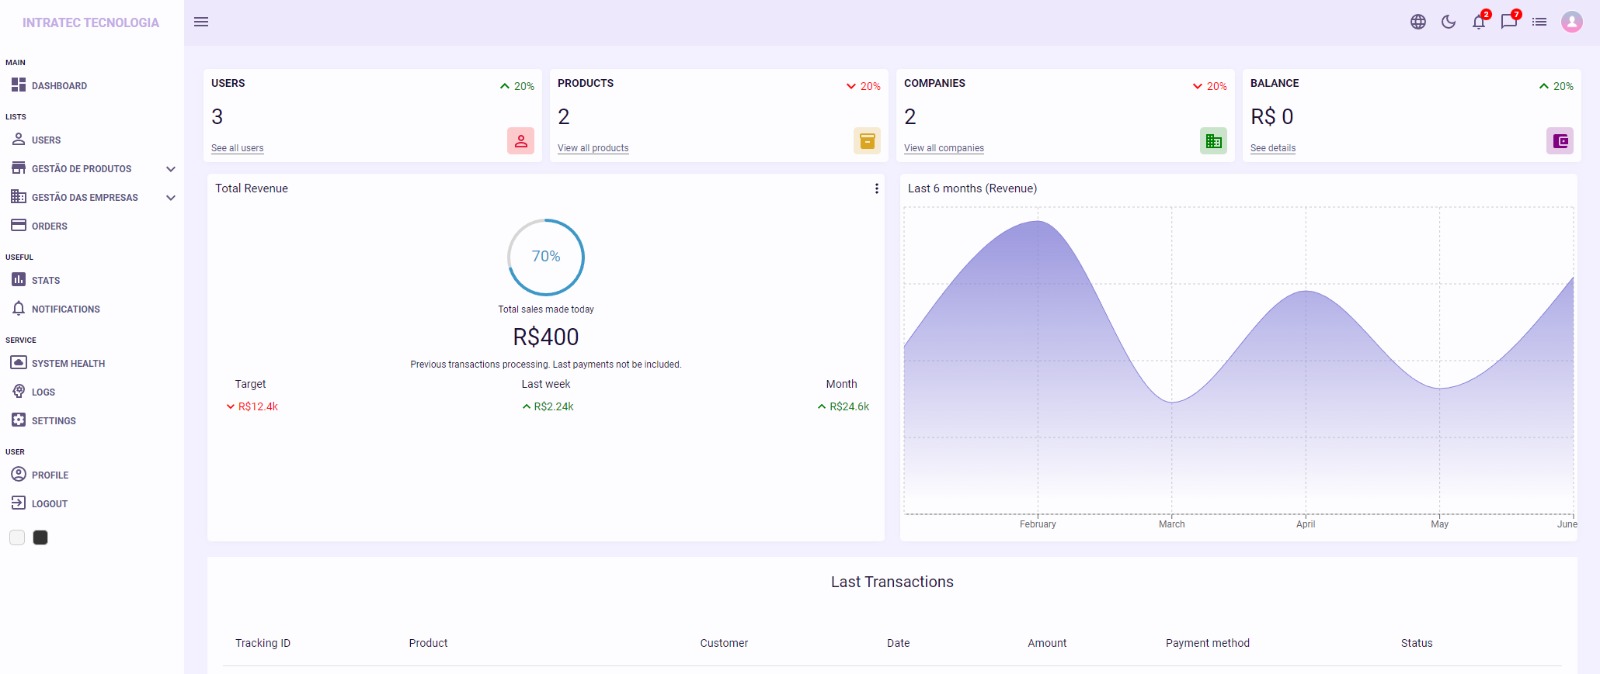 INTRATEC TECNOLOGIA
2
7
MAIN
DASHBOARD
LISTS
USERS
GESTÃO DE PRODUTOS
GESTÃO DAS EMPRESAS
ORDERS
USEFUL
STATS
NOTIFICATIONS
SERVICE
SYSTEM HEALTH
LOGS
SETTINGS
USER
PROFILE
LOGOUT
USERS
20%
3
See all users
PRODUCTS
20%
2
View all products
COMPANIES
20%
2
View all companies
BALANCE
20%
R$ 0
See details
Total Revenue
70%
Total sales made today
R$400
Previous transactions processing. Last payments not be included.
Target
R$12.4k
Last week
R$2.24k
Month
R$24.6k
Last 6 months (Revenue)
February March April May June
Last Transactions
Tracking ID Product Customer Date Amount Payment method Status